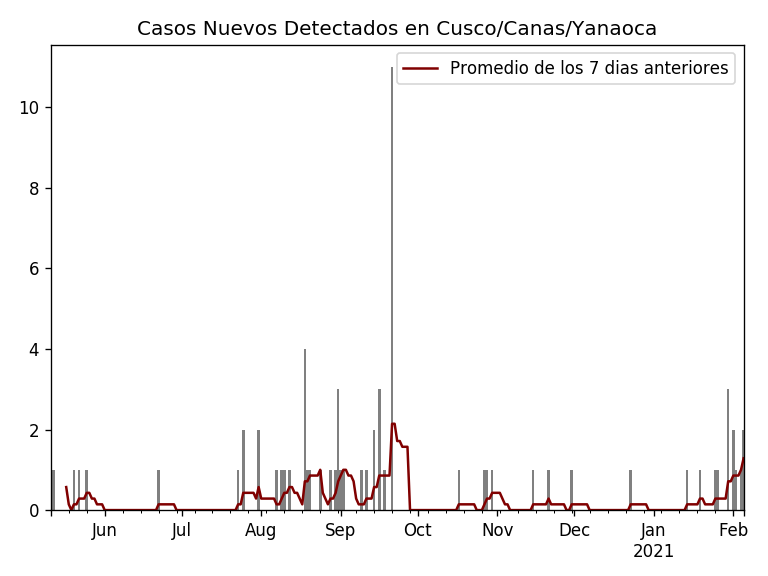 Casos Nuevos Detectados en Cusco/Canas/Yanaoca
Promedio de los 7 dias anteriores
10
8
6
4
2
0
Jun Jul Aug Sep Oct Nov Dec Jan Feb
2021